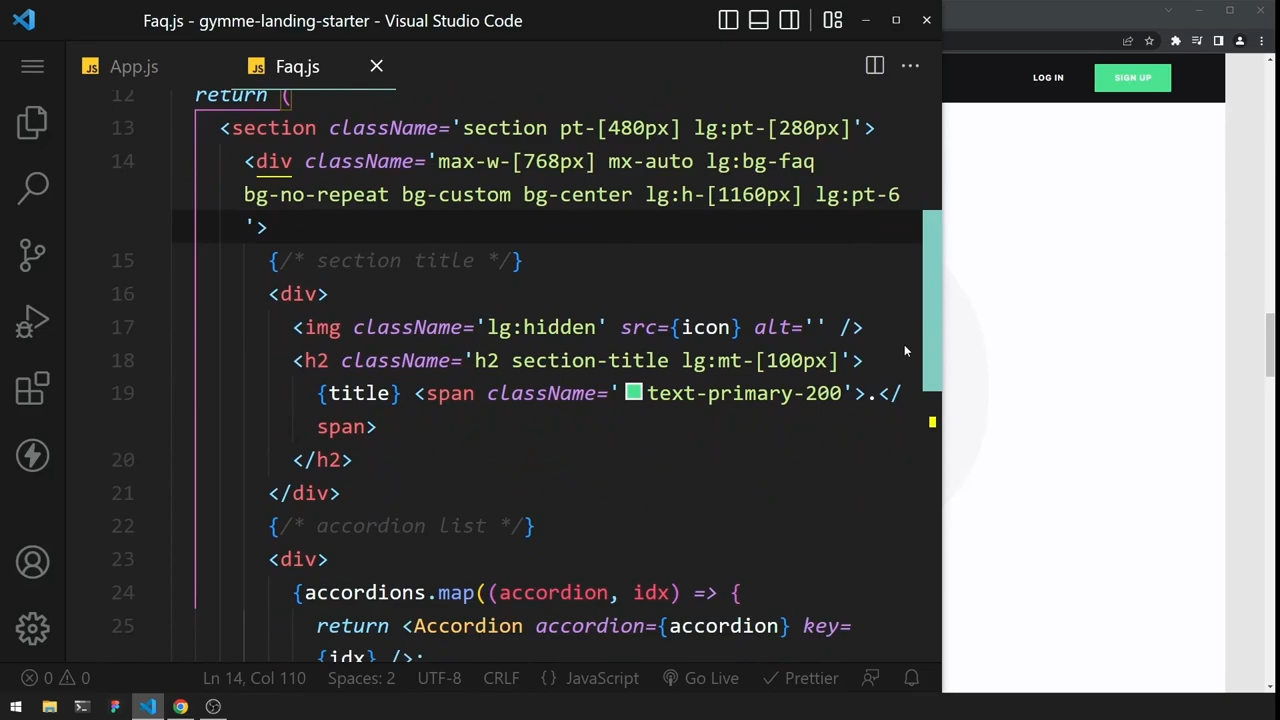 Faq.js - gymme-landing-starter - Visual Studio Code
JS App.js
JS Faq.js
LOG IN
SIGN UP
12 return (
13 <section className='section pt-[480px] lg:pt-[280px]'>
14 <div className='max-w-[768px] mx-auto lg:bg-faq
bg-no-repeat bg-custom bg-center lg:h-[1160px] lg:pt-6
'>
15 {/* section title */}
16 <div>
17 <img className='lg:hidden' src={icon} alt='' />
18 <h2 className='h2 section-title lg:mt-[100px]'>
19 {title} <span className='text-primary-200'>.</
span>
20 </h2>
21 </div>
22 {/* accordion list */}
23 <div>
24 {accordions.map((accordion, idx) => {
25 return <Accordion accordion={accordion} key=
{idx} />;
0 0 Ln 14, Col 110 Spaces: 2 UTF-8 CRLF {} JavaScript Go Live Prettier